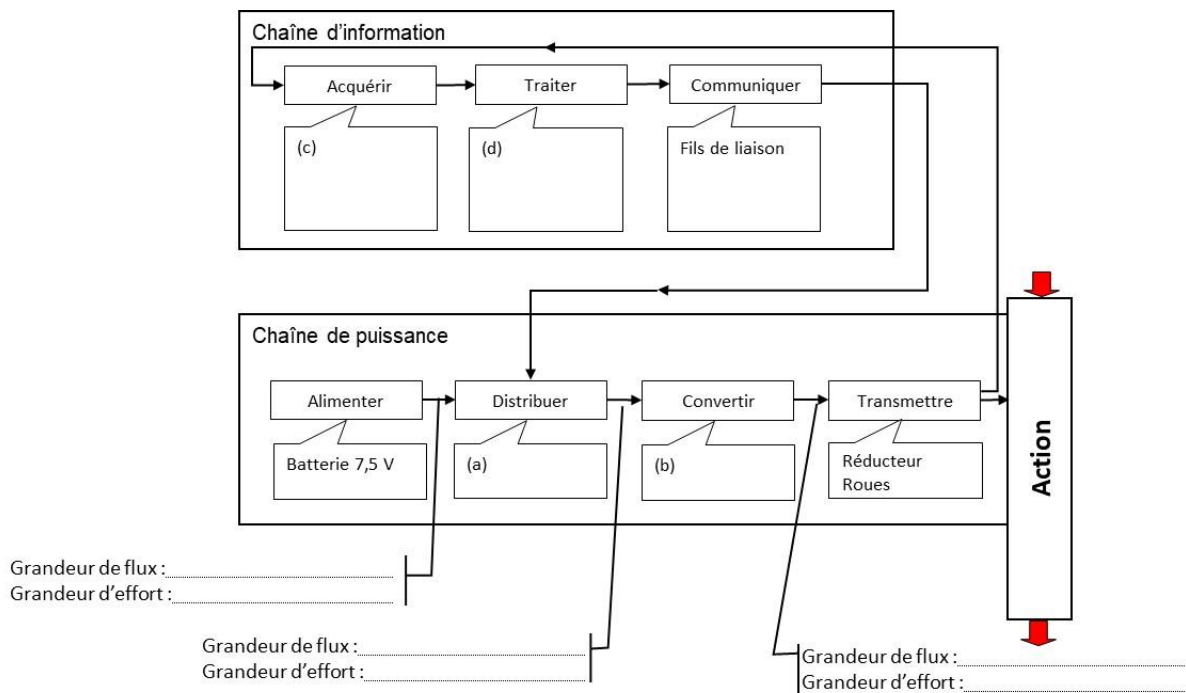 Chaîne d’information
Acquérir
Traiter
Communiquer
(c)
(d)
Fils de liaison
Chaîne de puissance
Alimenter
Distribuer
Convertir
Transmettre
Batterie 7,5 V
(a)
(b)
Réducteur
Roues
Action
Grandeur de flux :
Grandeur d’effort :
Grandeur de flux :
Grandeur d’effort :
Grandeur de flux :
Grandeur d’effort :